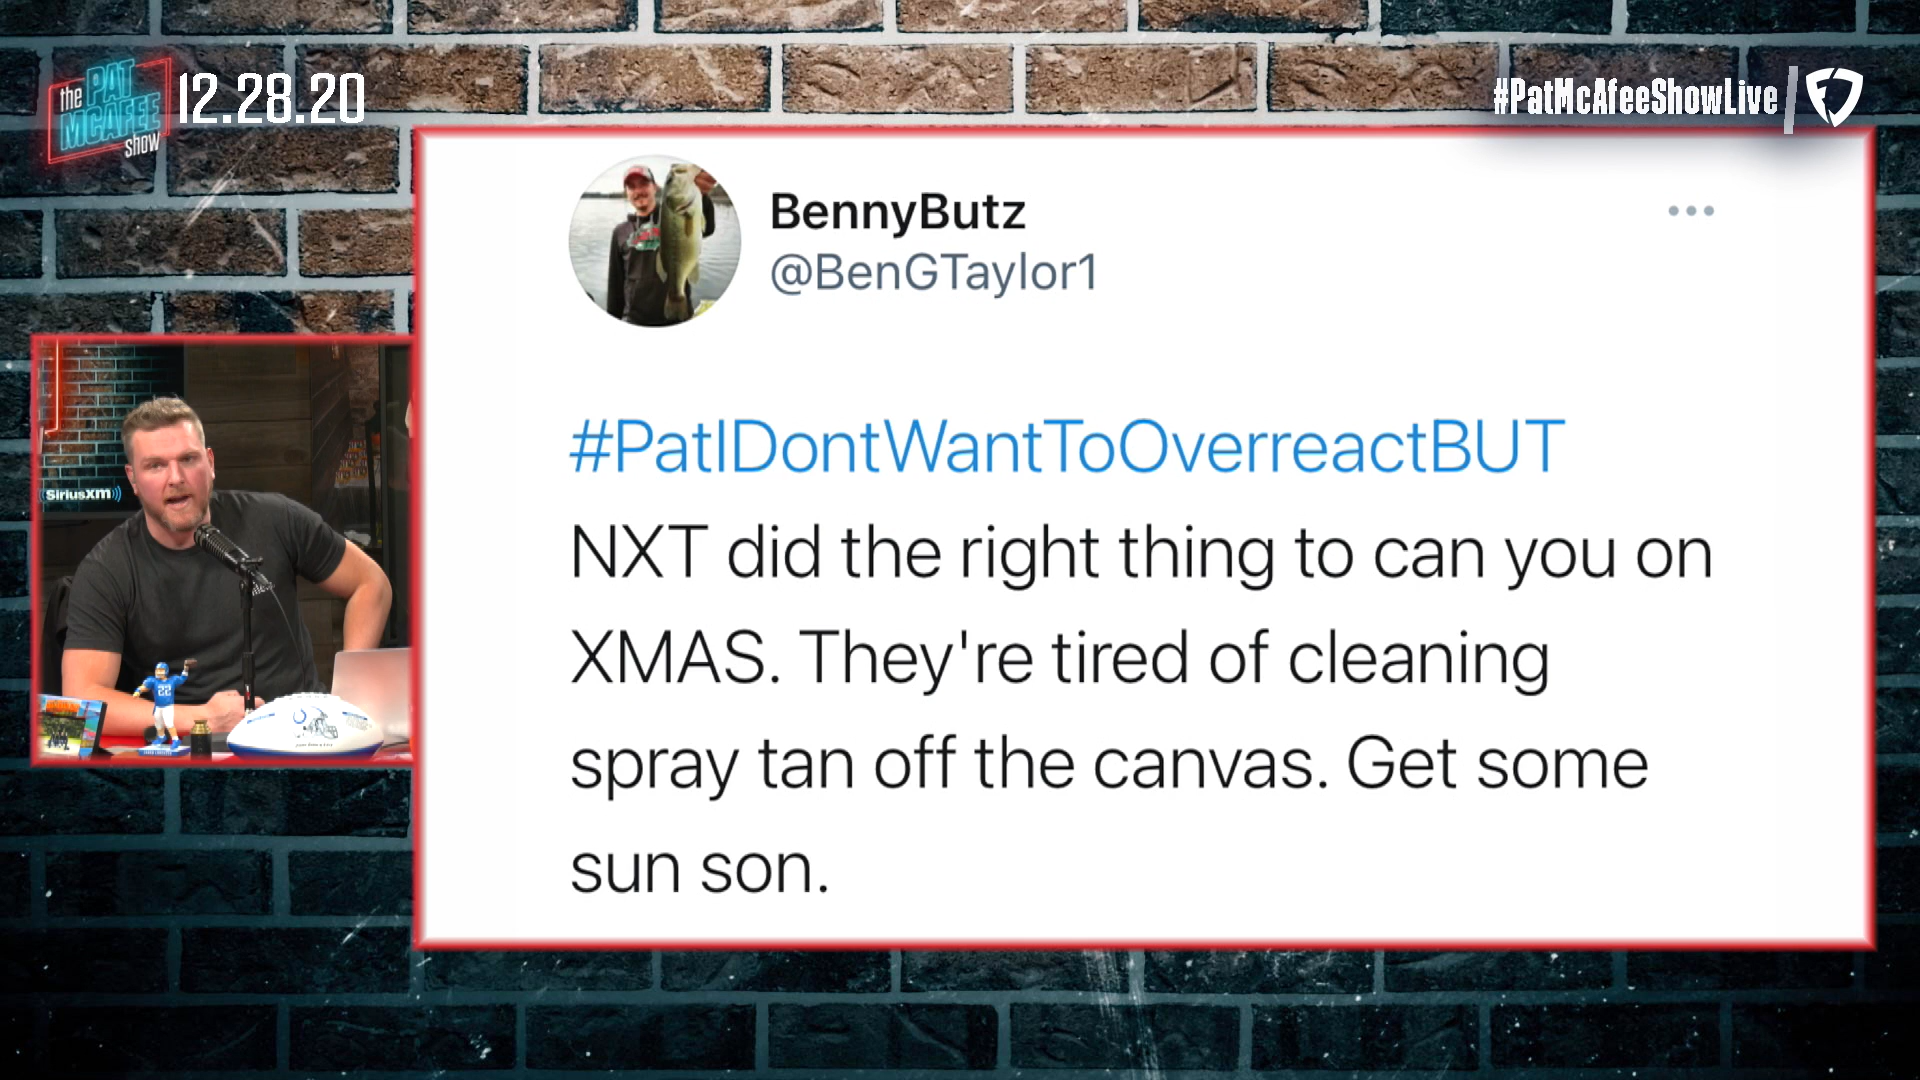 the PAT MCAFEE show
12.28.20
#PatMcAfeeShowLive
BennyButz
@BenGTaylor1
#PatIDontWantToOverreactBUT
NXT did the right thing to can you on
XMAS. They're tired of cleaning
spray tan off the canvas. Get some
sun son.
SiriusXM
22